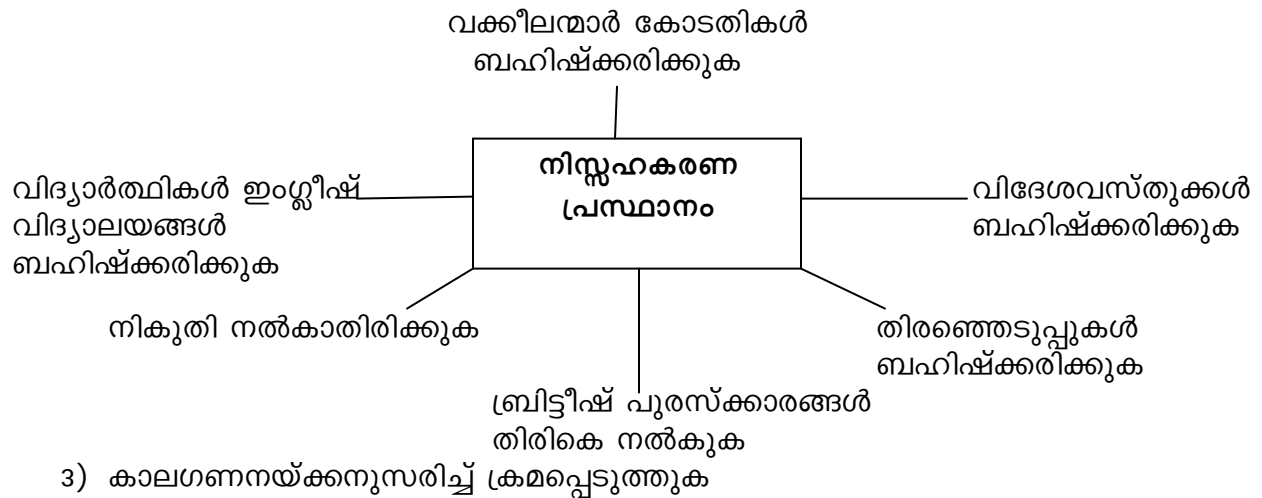 വക്കീലന്മാർ കോടതികൾ
ബഹിഷ്ക്കരിക്കുക
നിസ്സഹകരണ
പ്രസ്ഥാനം
വിദ്യാർത്ഥികൾ ഇംഗ്ലീഷ്
വിദ്യാലയങ്ങൾ
ബഹിഷ്ക്കരിക്കുക
വിദേശവസ്തുക്കൾ
ബഹിഷ്ക്കരിക്കുക
നികുതി നൽകാതിരിക്കുക
തിരഞ്ഞെടുപ്പുകൾ
ബഹിഷ്ക്കരിക്കുക
ബ്രിട്ടീഷ് പുരസ്ക്കാരങ്ങൾ
തിരികെ നൽകുക
3) കാലഗണനയ്ക്കനുസരിച്ച് ക്രമപ്പെടുത്തുക